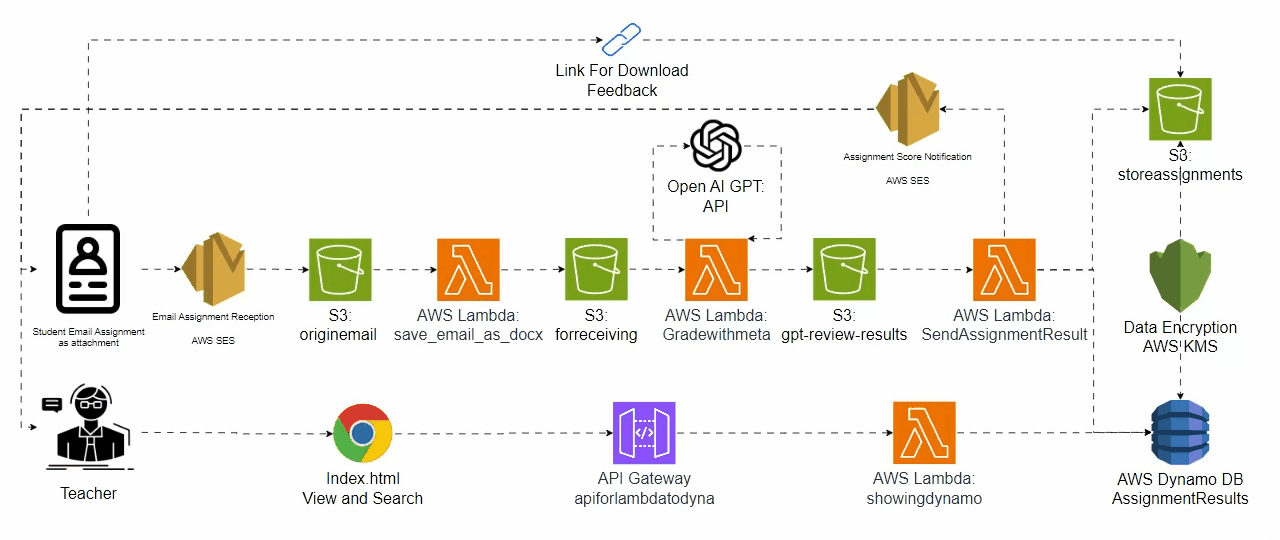 Link For Download
Feedback
Assignment Score Notification
AWS SES
Open AI GPT:
API
S3:
storeassignments
Student Email Assignment
as attachment
Email Assignment Reception
AWS SES
S3:
originemail
AWS Lambda:
save_email_as_docx
S3:
forreceiving
AWS Lambda:
Gradewithmeta
S3:
gpt-review-results
AWS Lambda:
SendAssignmentResult
Data Encryption
AWS KMS
Teacher
Index.html
View and Search
API Gateway
apiforlambdatodyna
AWS Lambda:
showingdynamo
AWS Dynamo DB
AssignmentResults